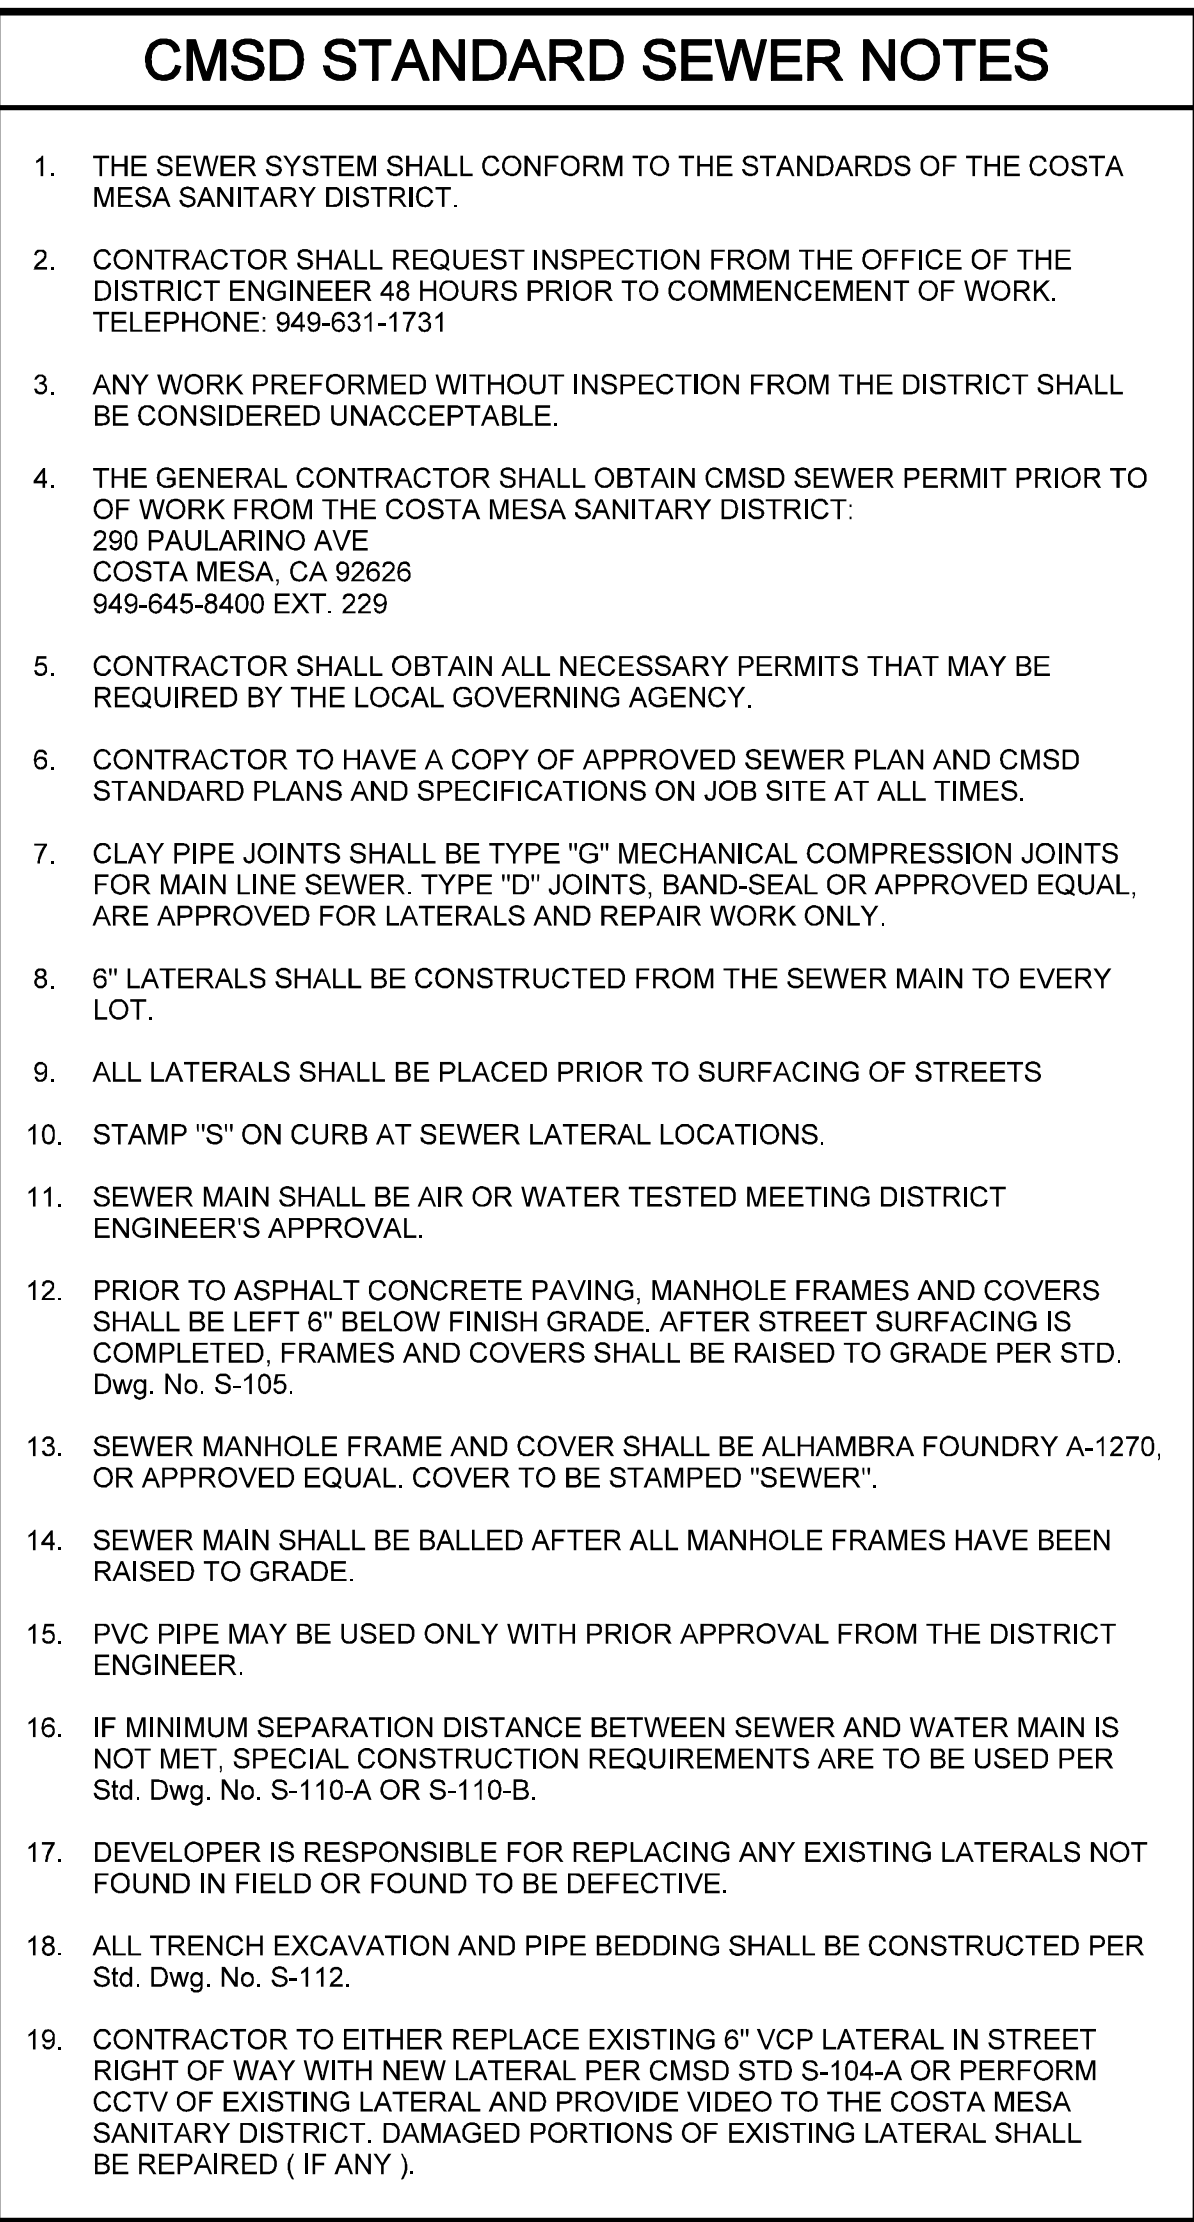 CMSD STANDARD SEWER NOTES
1. THE SEWER SYSTEM SHALL CONFORM TO THE STANDARDS OF THE COSTA
MESA SANITARY DISTRICT.
2. CONTRACTOR SHALL REQUEST INSPECTION FROM THE OFFICE OF THE
DISTRICT ENGINEER 48 HOURS PRIOR TO COMMENCEMENT OF WORK.
TELEPHONE: 949-631-1731
3. ANY WORK PREFORMED WITHOUT INSPECTION FROM THE DISTRICT SHALL
BE CONSIDERED UNACCEPTABLE.
4. THE GENERAL CONTRACTOR SHALL OBTAIN CMSD SEWER PERMIT PRIOR TO
OF WORK FROM THE COSTA MESA SANITARY DISTRICT:
290 PAULARINO AVE
COSTA MESA, CA 92626
949-645-8400 EXT. 229
5. CONTRACTOR SHALL OBTAIN ALL NECESSARY PERMITS THAT MAY BE
REQUIRED BY THE LOCAL GOVERNING AGENCY.
6. CONTRACTOR TO HAVE A COPY OF APPROVED SEWER PLAN AND CMSD
STANDARD PLANS AND SPECIFICATIONS ON JOB SITE AT ALL TIMES.
7. CLAY PIPE JOINTS SHALL BE TYPE "G" MECHANICAL COMPRESSION JOINTS
FOR MAIN LINE SEWER. TYPE "D" JOINTS, BAND-SEAL OR APPROVED EQUAL,
ARE APPROVED FOR LATERALS AND REPAIR WORK ONLY.
8. 6" LATERALS SHALL BE CONSTRUCTED FROM THE SEWER MAIN TO EVERY
LOT.
9. ALL LATERALS SHALL BE PLACED PRIOR TO SURFACING OF STREETS
10. STAMP "S" ON CURB AT SEWER LATERAL LOCATIONS.
11. SEWER MAIN SHALL BE AIR OR WATER TESTED MEETING DISTRICT
ENGINEER'S APPROVAL.
12. PRIOR TO ASPHALT CONCRETE PAVING, MANHOLE FRAMES AND COVERS
SHALL BE LEFT 6" BELOW FINISH GRADE. AFTER STREET SURFACING IS
COMPLETED, FRAMES AND COVERS SHALL BE RAISED TO GRADE PER STD.
Dwg. No. S-105.
13. SEWER MANHOLE FRAME AND COVER SHALL BE ALHAMBRA FOUNDRY A-1270,
OR APPROVED EQUAL. COVER TO BE STAMPED "SEWER".
14. SEWER MAIN SHALL BE BALLED AFTER ALL MANHOLE FRAMES HAVE BEEN
RAISED TO GRADE.
15. PVC PIPE MAY BE USED ONLY WITH PRIOR APPROVAL FROM THE DISTRICT
ENGINEER.
16. IF MINIMUM SEPARATION DISTANCE BETWEEN SEWER AND WATER MAIN IS
NOT MET, SPECIAL CONSTRUCTION REQUIREMENTS ARE TO BE USED PER
Std. Dwg. No. S-110-A OR S-110-B.
17. DEVELOPER IS RESPONSIBLE FOR REPLACING ANY EXISTING LATERALS NOT
FOUND IN FIELD OR FOUND TO BE DEFECTIVE.
18. ALL TRENCH EXCAVATION AND PIPE BEDDING SHALL BE CONSTRUCTED PER
Std. Dwg. No. S-112.
19. CONTRACTOR TO EITHER REPLACE EXISTING 6" VCP LATERAL IN STREET
RIGHT OF WAY WITH NEW LATERAL PER CMSD STD S-104-A OR PERFORM
CCTV OF EXISTING LATERAL AND PROVIDE VIDEO TO THE COSTA MESA
SANITARY DISTRICT. DAMAGED PORTIONS OF EXISTING LATERAL SHALL
BE REPAIRED ( IF ANY ).